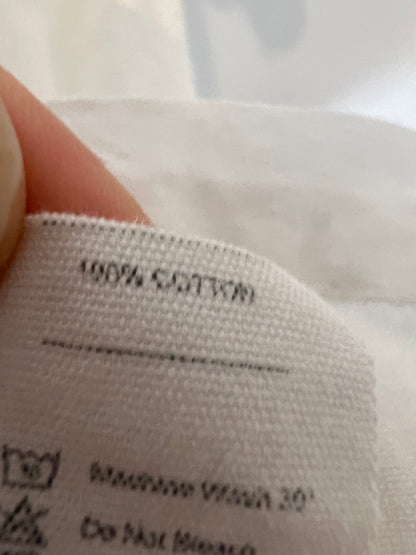 100% COTTON
Machine Wash 30°
Do Not Bleach